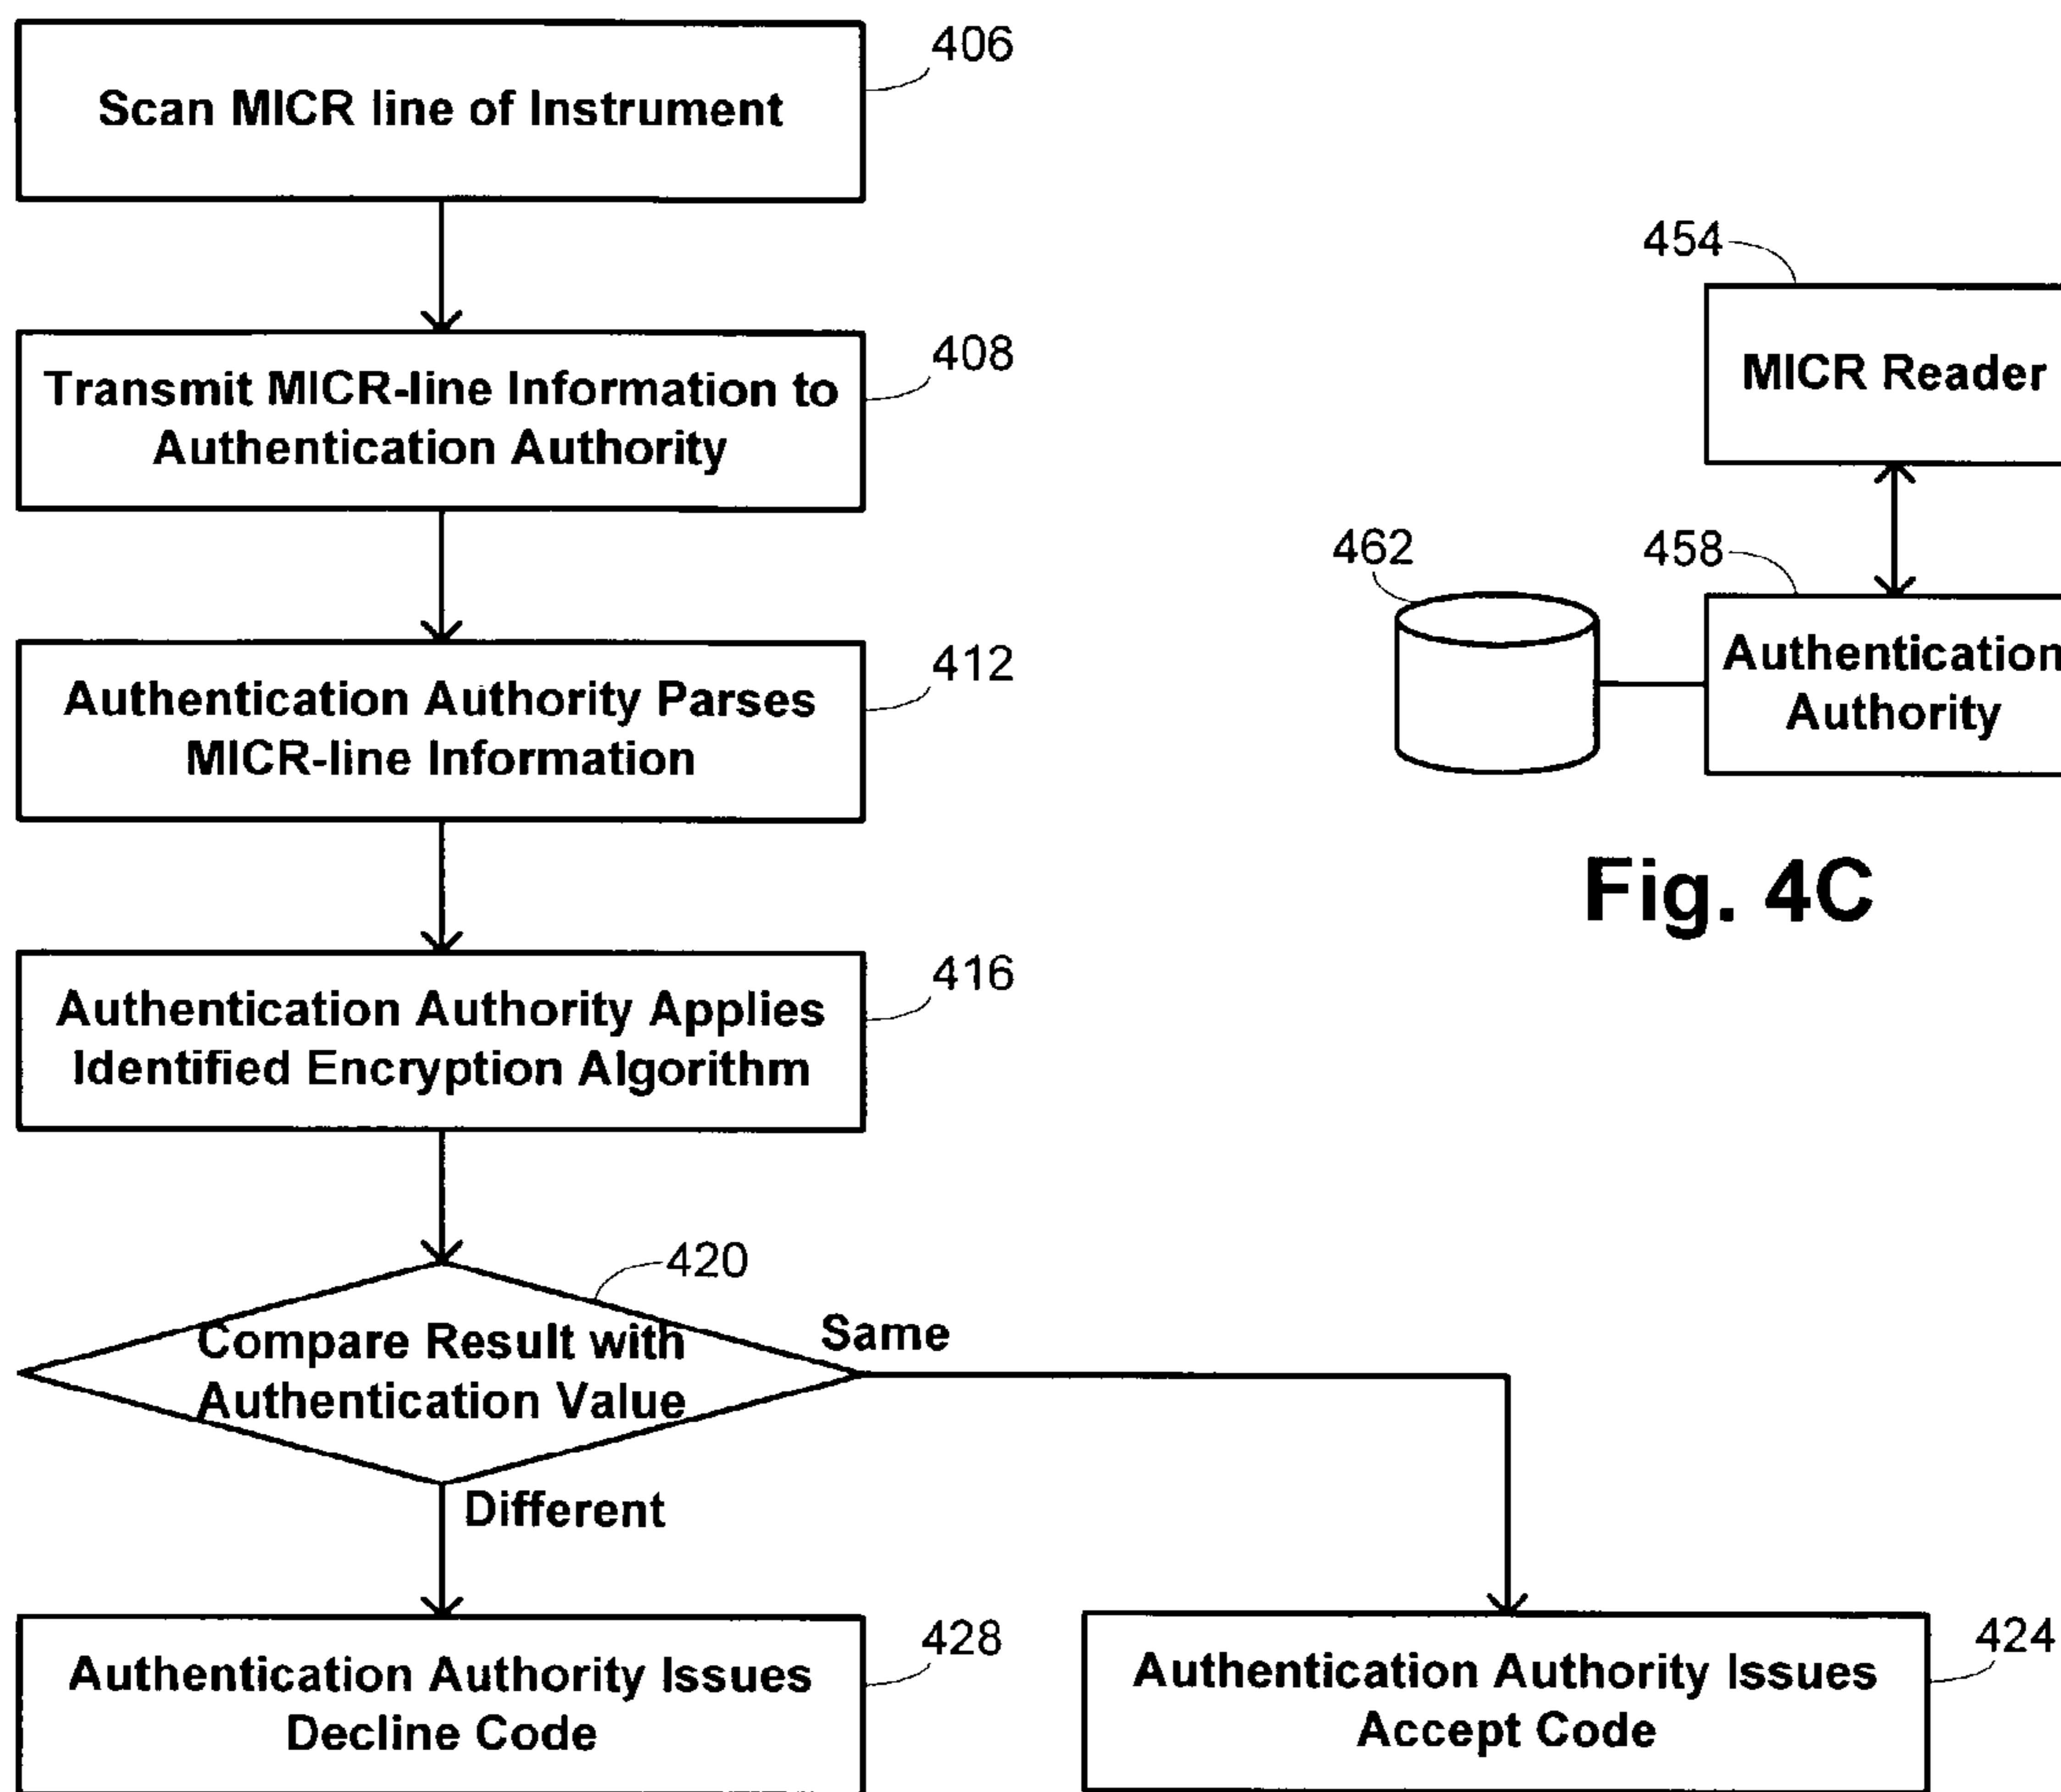 406
Scan MICR line of Instrument
408
Transmit MICR-line Information to
Authentication Authority
412
Authentication Authority Parses
MICR-line Information
416
Authentication Authority Applies
Identified Encryption Algorithm
420
Compare Result with
Authentication Value
Same
Different
428
Authentication Authority Issues
Decline Code
424
Authentication Authority Issues
Accept Code
454
MICR Reader
462
458
Authentication
Authority
Fig. 4C